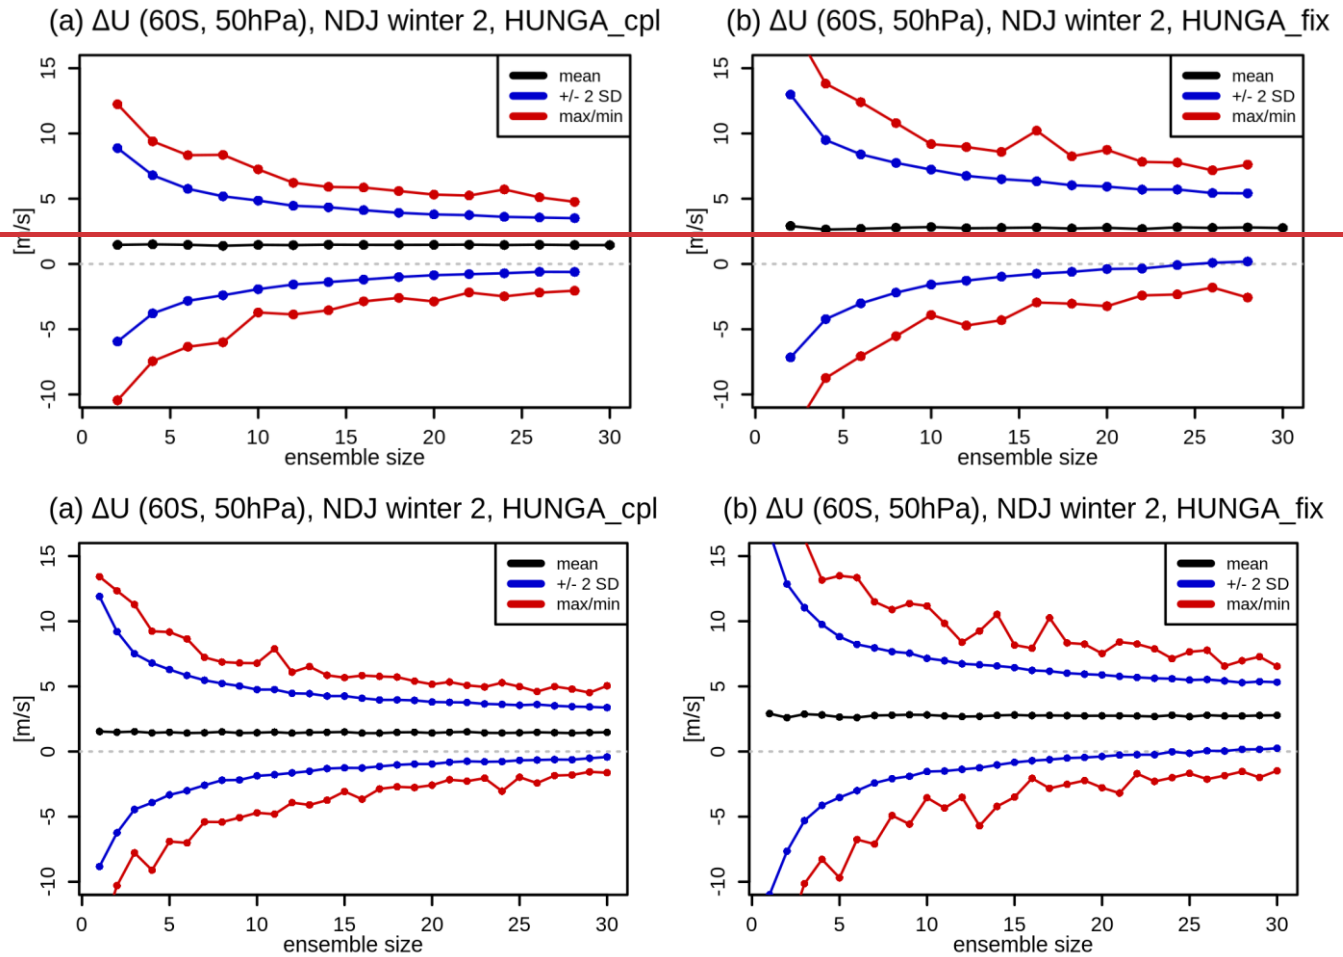 (a) ΔU (60S, 50hPa), NDJ winter 2, HUNGA_cpl
15
10
5
0
-5
-10
[m/s]
mean
+/- 2 SD
max/min
0 5 10 15 20 25 30
ensemble size
(b) ΔU (60S, 50hPa), NDJ winter 2, HUNGA_fix
15
10
5
0
-5
-10
[m/s]
mean
+/- 2 SD
max/min
0 5 10 15 20 25 30
ensemble size
(a) ΔU (60S, 50hPa), NDJ winter 2, HUNGA_cpl
15
10
5
0
-5
-10
[m/s]
mean
+/- 2 SD
max/min
0 5 10 15 20 25 30
ensemble size
(b) ΔU (60S, 50hPa), NDJ winter 2, HUNGA_fix
15
10
5
0
-5
-10
[m/s]
mean
+/- 2 SD
max/min
0 5 10 15 20 25 30
ensemble size